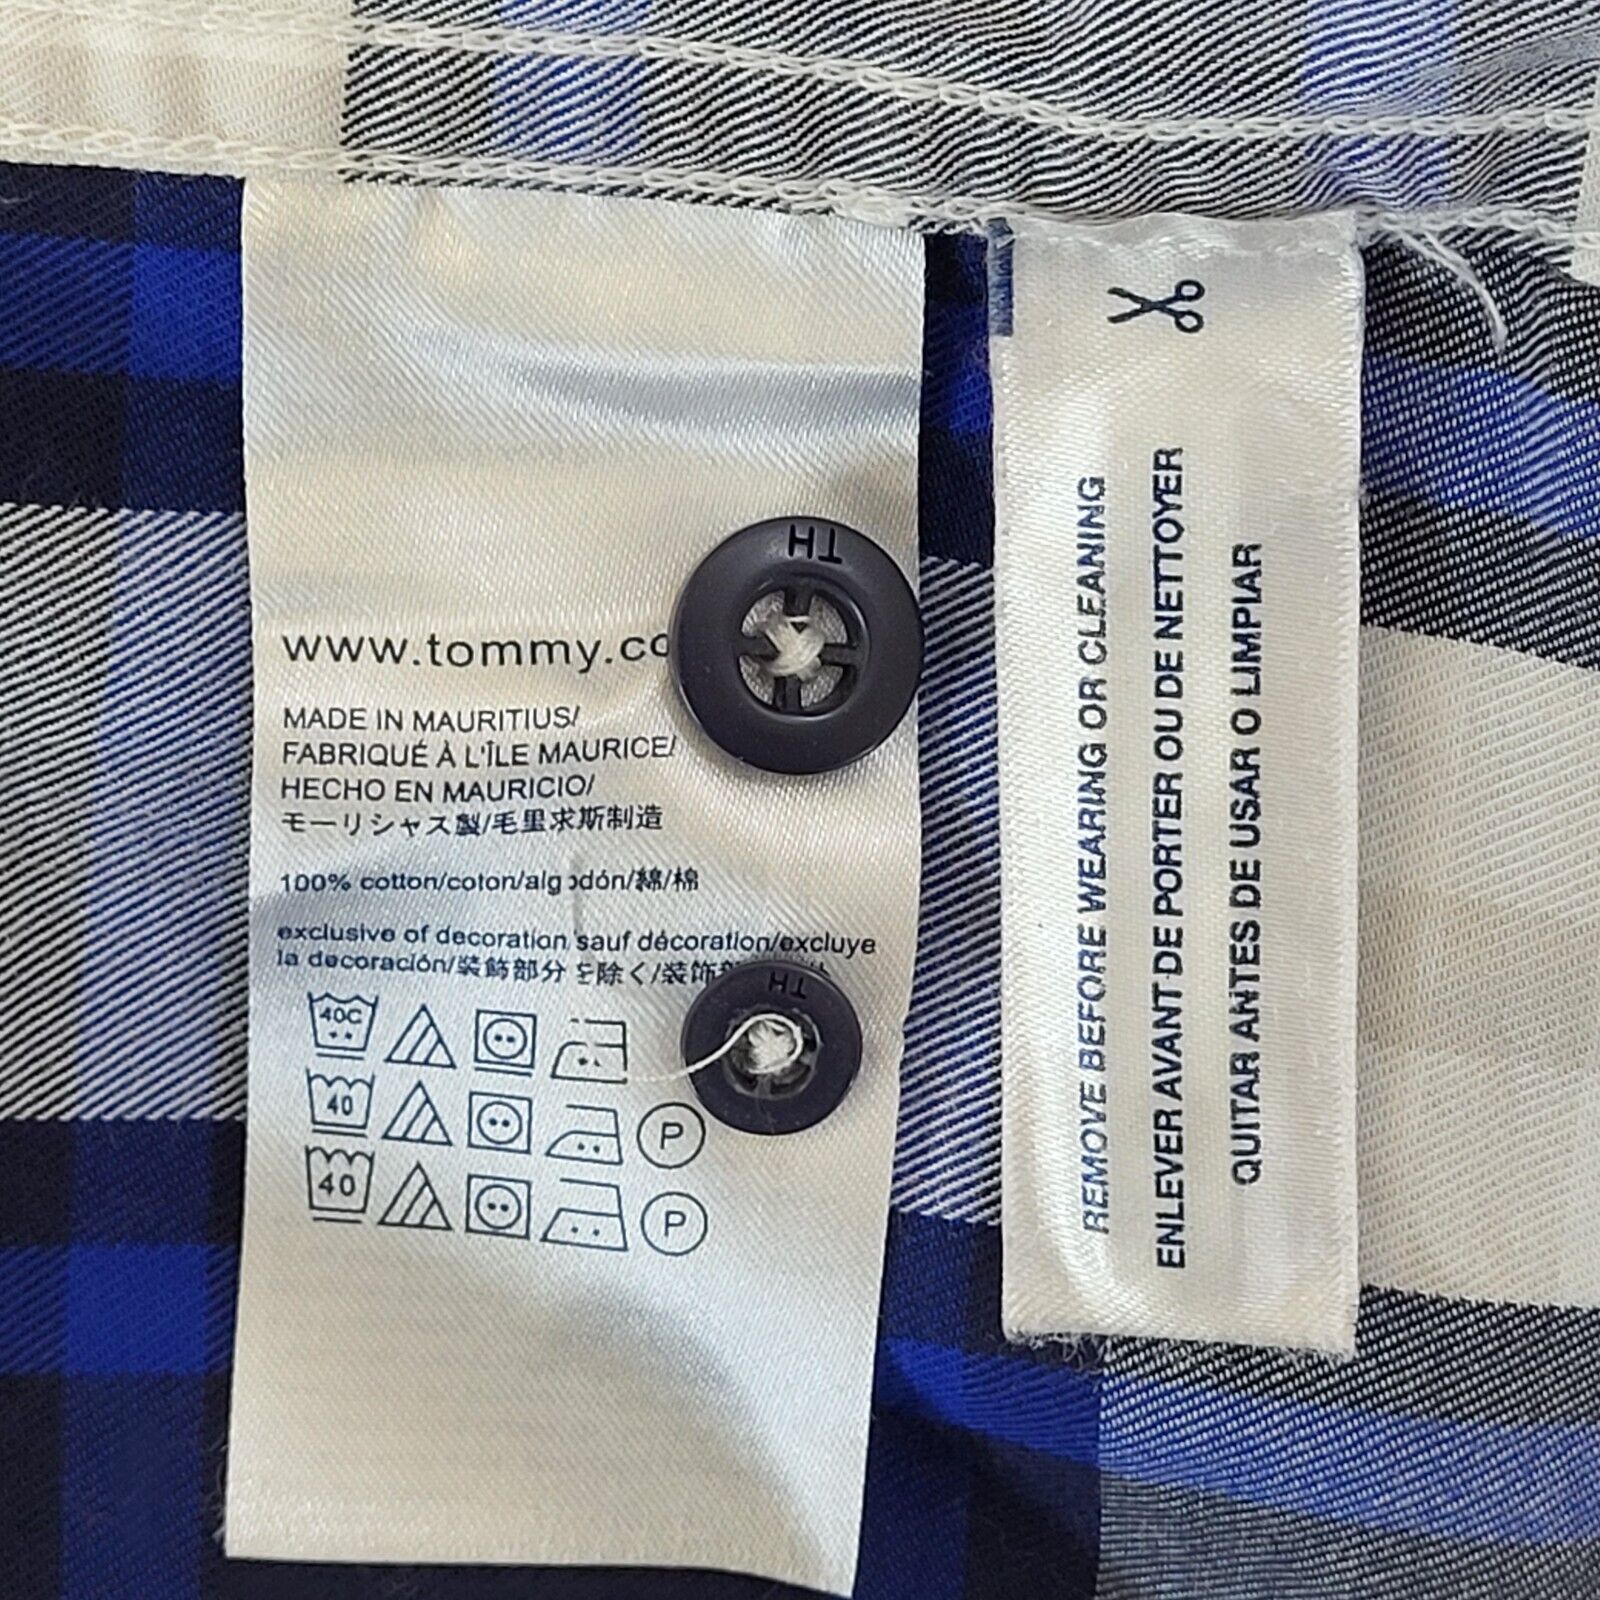 www.tommy.co
MADE IN MAURITIUS/
FABRIQUÉ À L'ÎLE MAURICE/
HECHO EN MAURICIO/
モーリシャス製/毛里求斯制造
100% cotton/coton/algodón/綿/棉
exclusive of decoration sauf décoration/excluye
la decoración/装飾部分を除く/装饰部
40C
40 P
40 P
TH
TH
REMOVE BEFORE WEARING OR CLEANING
ENLEVER AVANT DE PORTER OU DE NETTOYER
QUITAR ANTES DE USAR O LIMPIAR